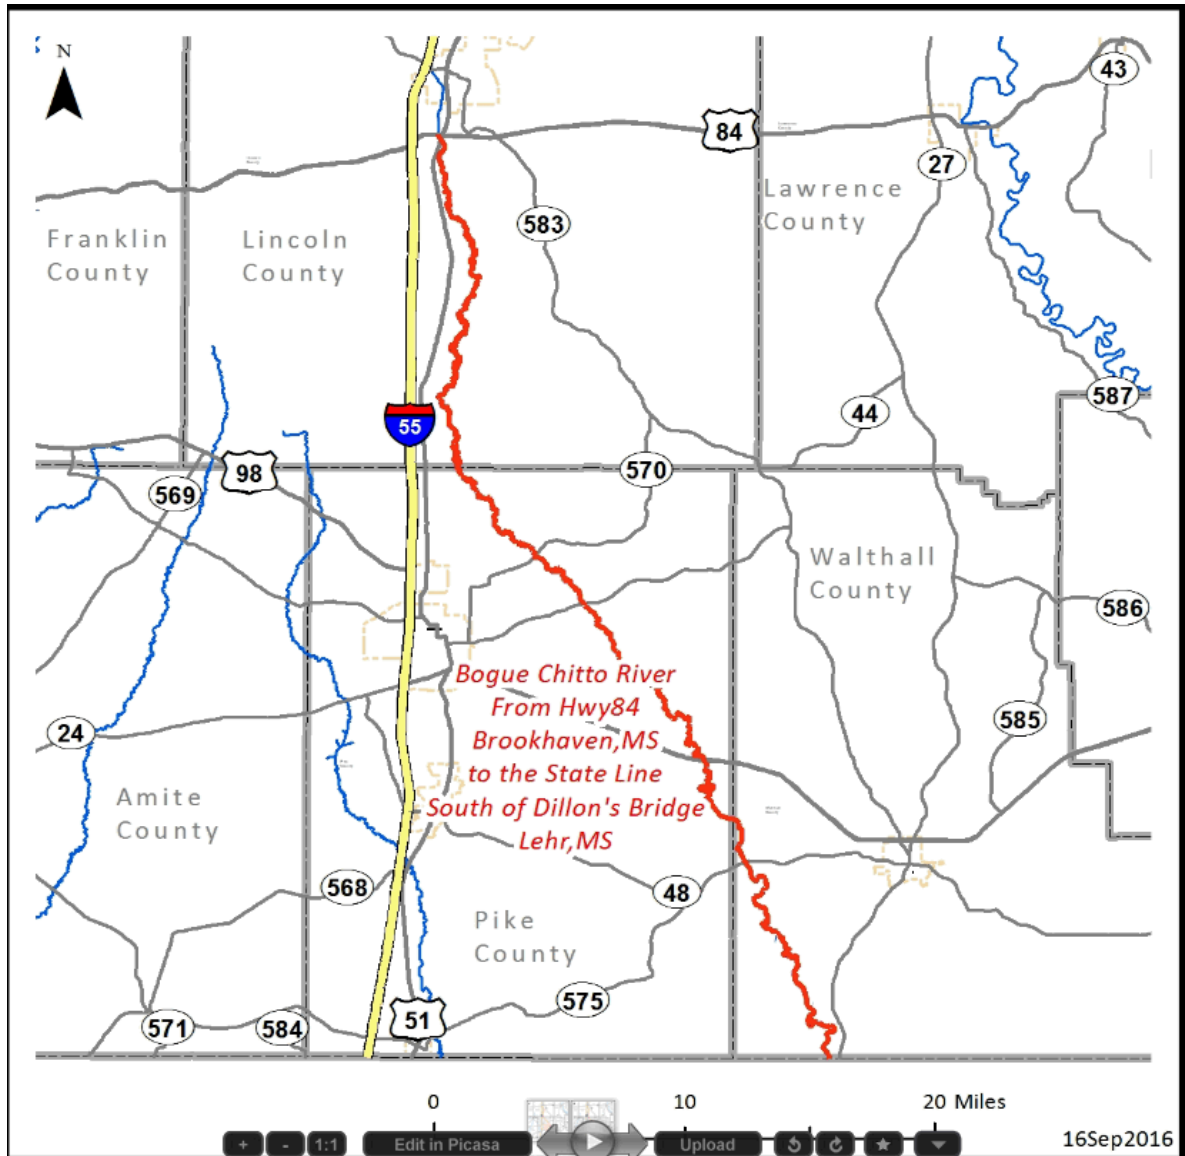 N
43
84
27
Lawrence
County
583
Franklin
County
Lincoln
County
587
44
55
570
98
569
Walthall
County
586
Bogue Chitto River
From Hwy84
Brookhaven,MS
to the State Line
South of Dillon's Bridge
Lehr,MS
585
24
Amite
County
568
48
Pike
County
575
51
571
584
0 10 20 Miles
16Sep2016
+ - 1:1 Edit in Picasa Upload